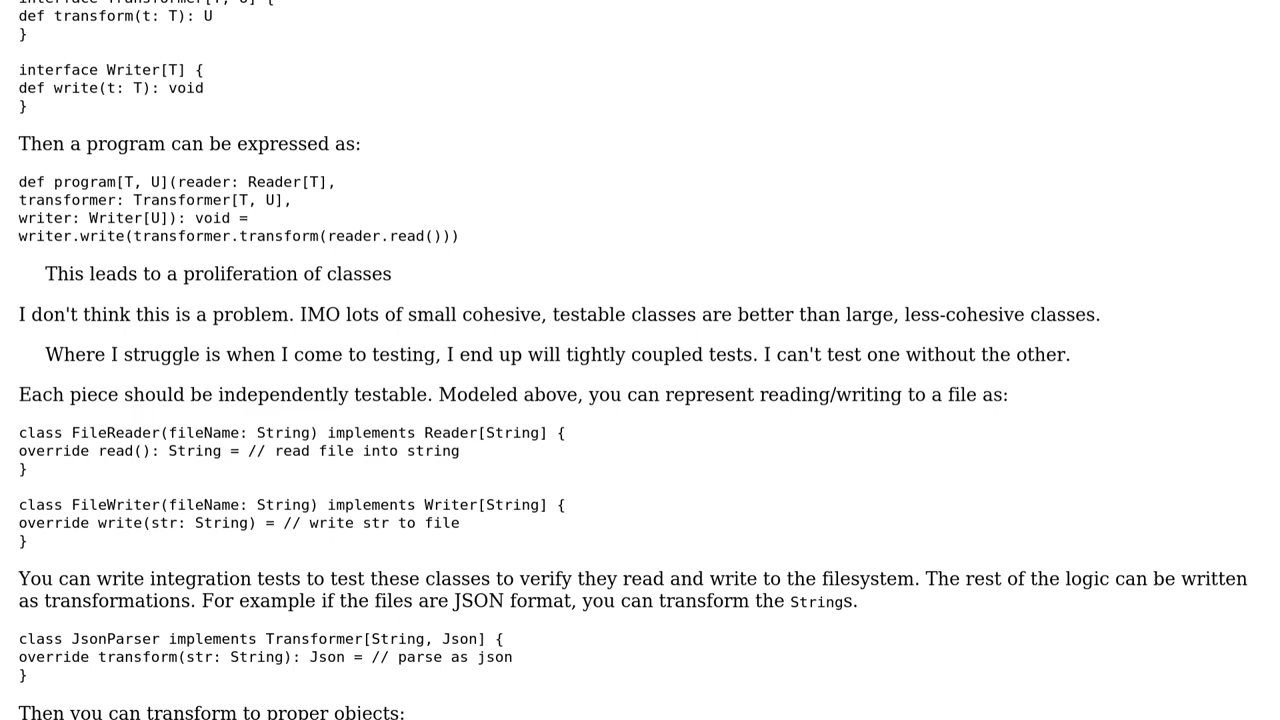 interface Transformer[T, U] {
def transform(t: T): U
}
interface Writer[T] {
def write(t: T): void
}
Then a program can be expressed as:
def program[T, U](reader: Reader[T],
transformer: Transformer[T, U],
writer: Writer[U]): void =
writer.write(transformer.transform(reader.read()))
This leads to a proliferation of classes
I don't think this is a problem. IMO lots of small cohesive, testable classes are better than large, less-cohesive classes.
Where I struggle is when I come to testing, I end up will tightly coupled tests. I can't test one without the other.
Each piece should be independently testable. Modeled above, you can represent reading/writing to a file as:
class FileReader(fileName: String) implements Reader[String] {
override read(): String = // read file into string
}
class FileWriter(fileName: String) implements Writer[String] {
override write(str: String) = // write str to file
}
You can write integration tests to test these classes to verify they read and write to the filesystem. The rest of the logic can be written
as transformations. For example if the files are JSON format, you can transform the Strings.
class JsonParser implements Transformer[String, Json] {
override transform(str: String): Json = // parse as json
}
Then you can transform to proper objects: